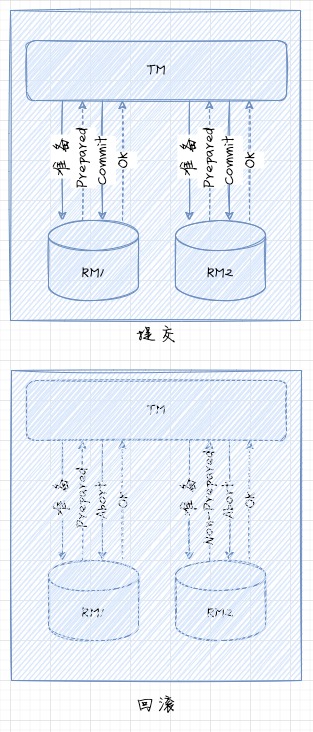 TM
准备
Prepared
Commit
Ok
准备
Prepared
Commit
Ok
RM1
RM2
提交
TM
准备
Prepared
Abort
Ok
准备
Non-Prepared
Abort
Ok
RM1
RM2
回滚